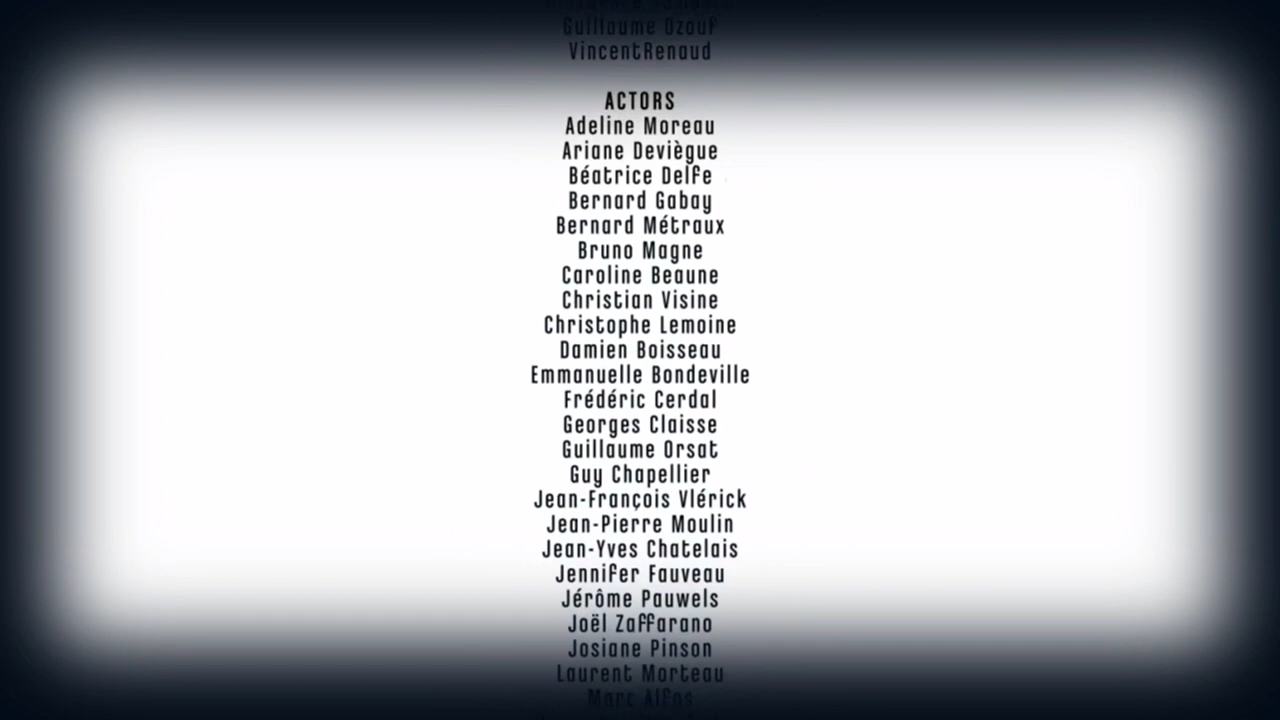 Guillaume Ozouf
VincentRenaud
ACTORS
Adeline Moreau
Ariane Deviègue
Béatrice Delfe
Bernard Gabay
Bernard Métraux
Bruno Magne
Caroline Beaune
Christian Visine
Christophe Lemoine
Damien Boisseau
Emmanuelle Bondeville
Frédéric Cerdal
Georges Claisse
Guillaume Orsat
Guy Chapellier
Jean-François Vlérick
Jean-Pierre Moulin
Jean-Yves Chatelais
Jennifer Fauveau
Jérôme Pauwels
Joël Zaffarano
Josiane Pinson
Laurent Morteau
Marc Alfos